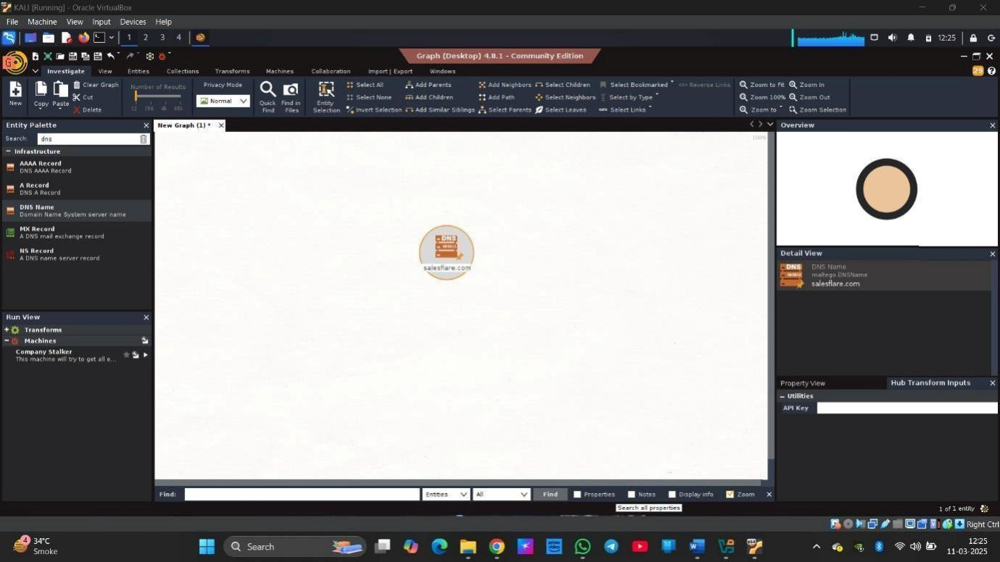 KALI [Running] - Oracle VirtualBox
File Machine View Input Devices Help
1 2 3 4
12:25
Graph (Desktop) 4.8.1 - Community Edition
Investigate View Entities Collections Transforms Machines Collaboration Import | Export Windows
29
New
Copy
Paste
Clear Graph
Cut
Delete
Number of Results
12 256 4k 65k
Privacy Mode
Normal
Quick Find
Find in Files
Entity Selection
Select All
Select None
Invert Selection
Add Parents
Add Children
Add Similar Siblings
Add Neighbors
Add Path
Select Parents
Select Children
Select Neighbors
Select Leaves
Select Bookmarked
Select by Type
Select Links
Reverse Links
Zoom to Fit
Zoom 100%
Zoom to
Zoom In
Zoom Out
Zoom Selection
Entity Palette
Search: dns
Infrastructure
AAAA Record
DNS AAAA Record
A Record
DNS A Record
DNS Name
Domain Name System server name
MX Record
A DNS mail exchange record
NS Record
A DNS name server record
Run View
Transforms
Machines
Company Stalker
This machine will try to get all e...
New Graph (1) *
100%
DNS
salesflare.com
Overview
Detail View
DNS
DNS Name
maltego.DNSName
salesflare.com
Property View
Hub Transform Inputs
Utilities
API Key
Find: Entities All Find Properties Notes Display info Zoom
Search all properties
1 of 1 entity
Right Ctrl
4
34°C
Smoke
Search
12:25
11-03-2025